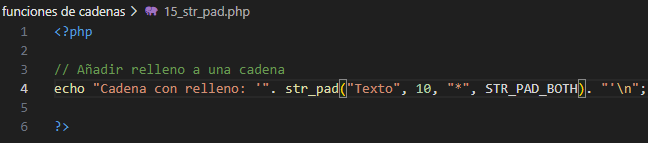 funciones de cadenas > 15_str_pad.php
1 <?php
2
3 // Añadir relleno a una cadena
4 echo "Cadena con relleno: '". str_pad("Texto", 10, "*", STR_PAD_BOTH). "'\n";
5
6 ?>